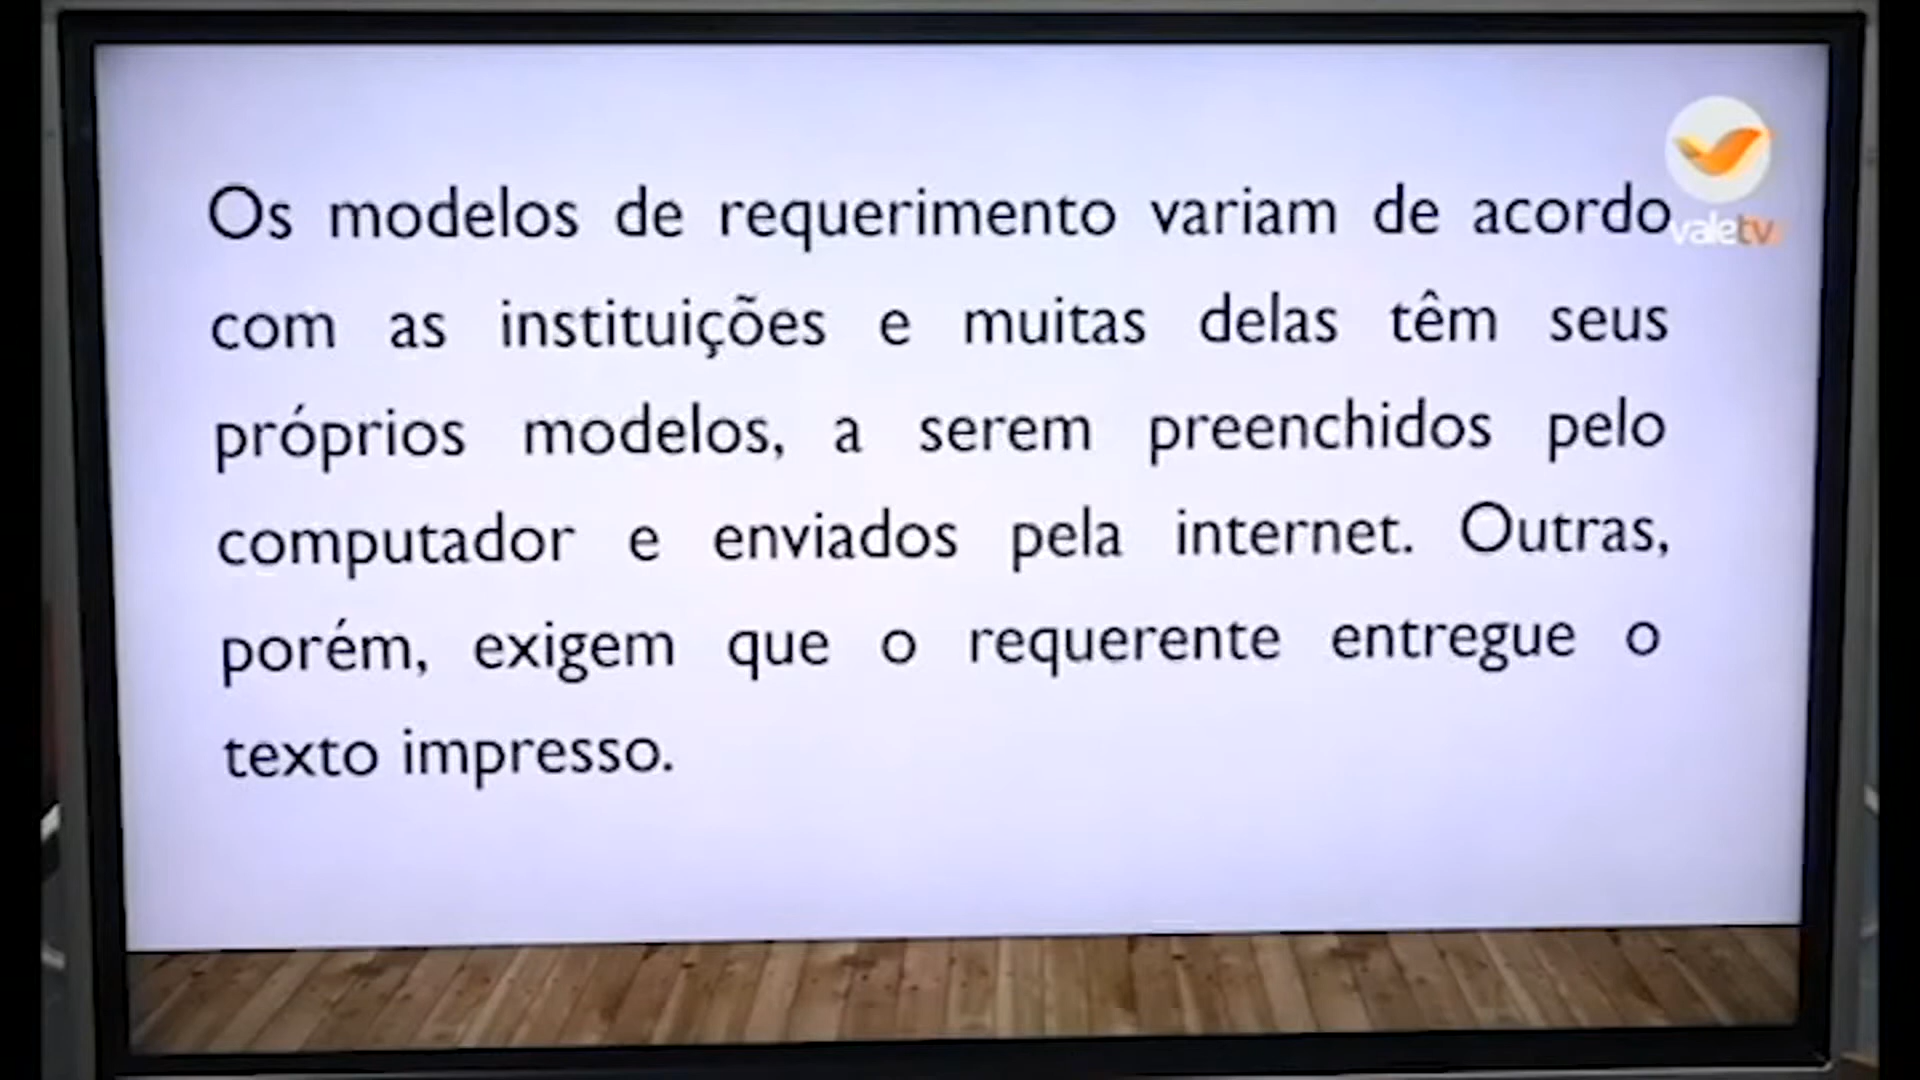 Os modelos de requerimento variam de acordo
com as instituições e muitas delas têm seus
próprios modelos, a serem preenchidos pelo
computador e enviados pela internet. Outras,
porém, exigem que o requerente entregue o
texto impresso.
valetv